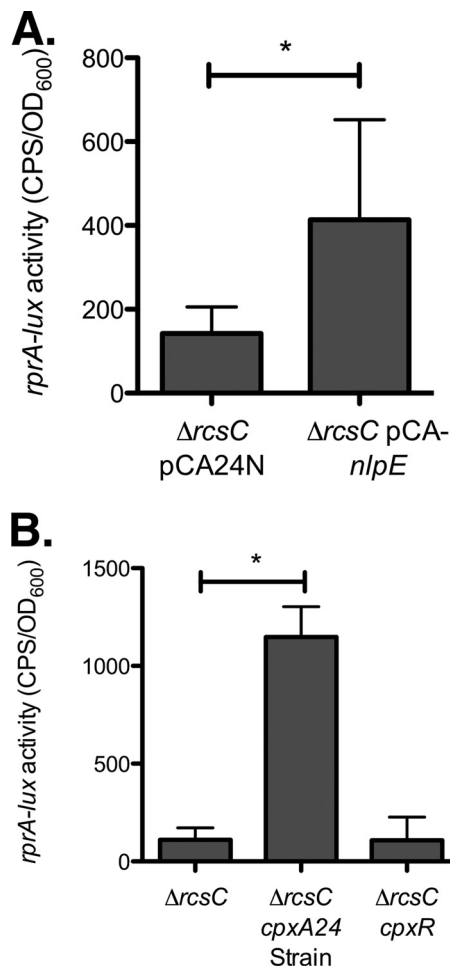 A.
rprA-lux activity (CPS/OD600)
800
600
400
200
0
*
ΔrcsC
pCA24N
ΔrcsC pCA-
nlpE
B.
rprA-lux activity (CPS/OD600)
1500
1000
500
0
*
ΔrcsC
ΔrcsC
cpxA24
Strain
ΔrcsC
cpxR